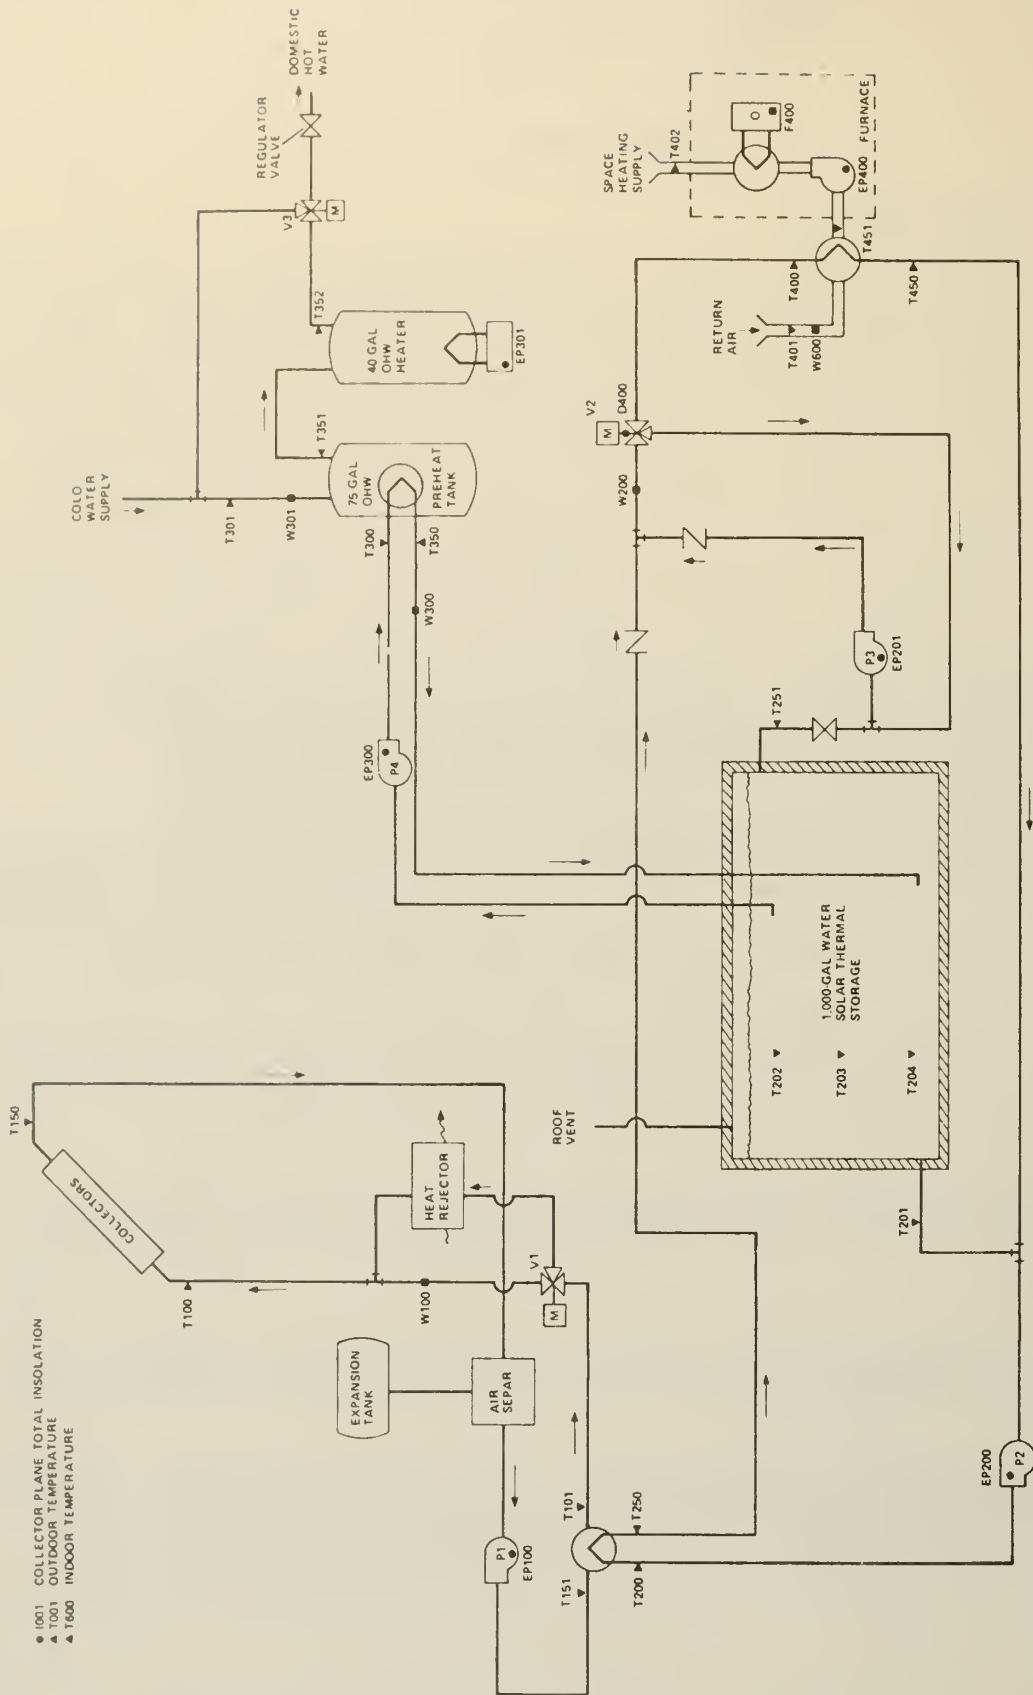 ● I001 COLLECTOR PLANE TOTAL INSOLATION
▲ T001 OUTDOOR TEMPERATURE
▲ T600 INDOOR TEMPERATURE
T150
COLLECTORS
T100
HEAT
REJECTOR
W100
V1
M
EXPANSION
TANK
AIR
SEPAR
P1
EP100
T101
T151
T250
T200
EP200
P2
ROOF
VENT
T201
T202
T203
T204
1,000-GAL WATER
SOLAR THERMAL
STORAGE
T251
P3
EP201
EP300
P4
W300
T300
T350
COLO
WATER
SUPPLY
T301
W301
75 GAL
OHW
PREHEAT
TANK
T351
40 GAL
OHW
HEATER
EP301
T352
V3
M
REGULATOR
VALVE
DOMESTIC
HOT
WATER
W200
V2
M
D400
RETURN
AIR
T401
W600
T400
T450
T451
SPACE
HEATING
SUPPLY
T402
O
F400
EP400
FURNACE